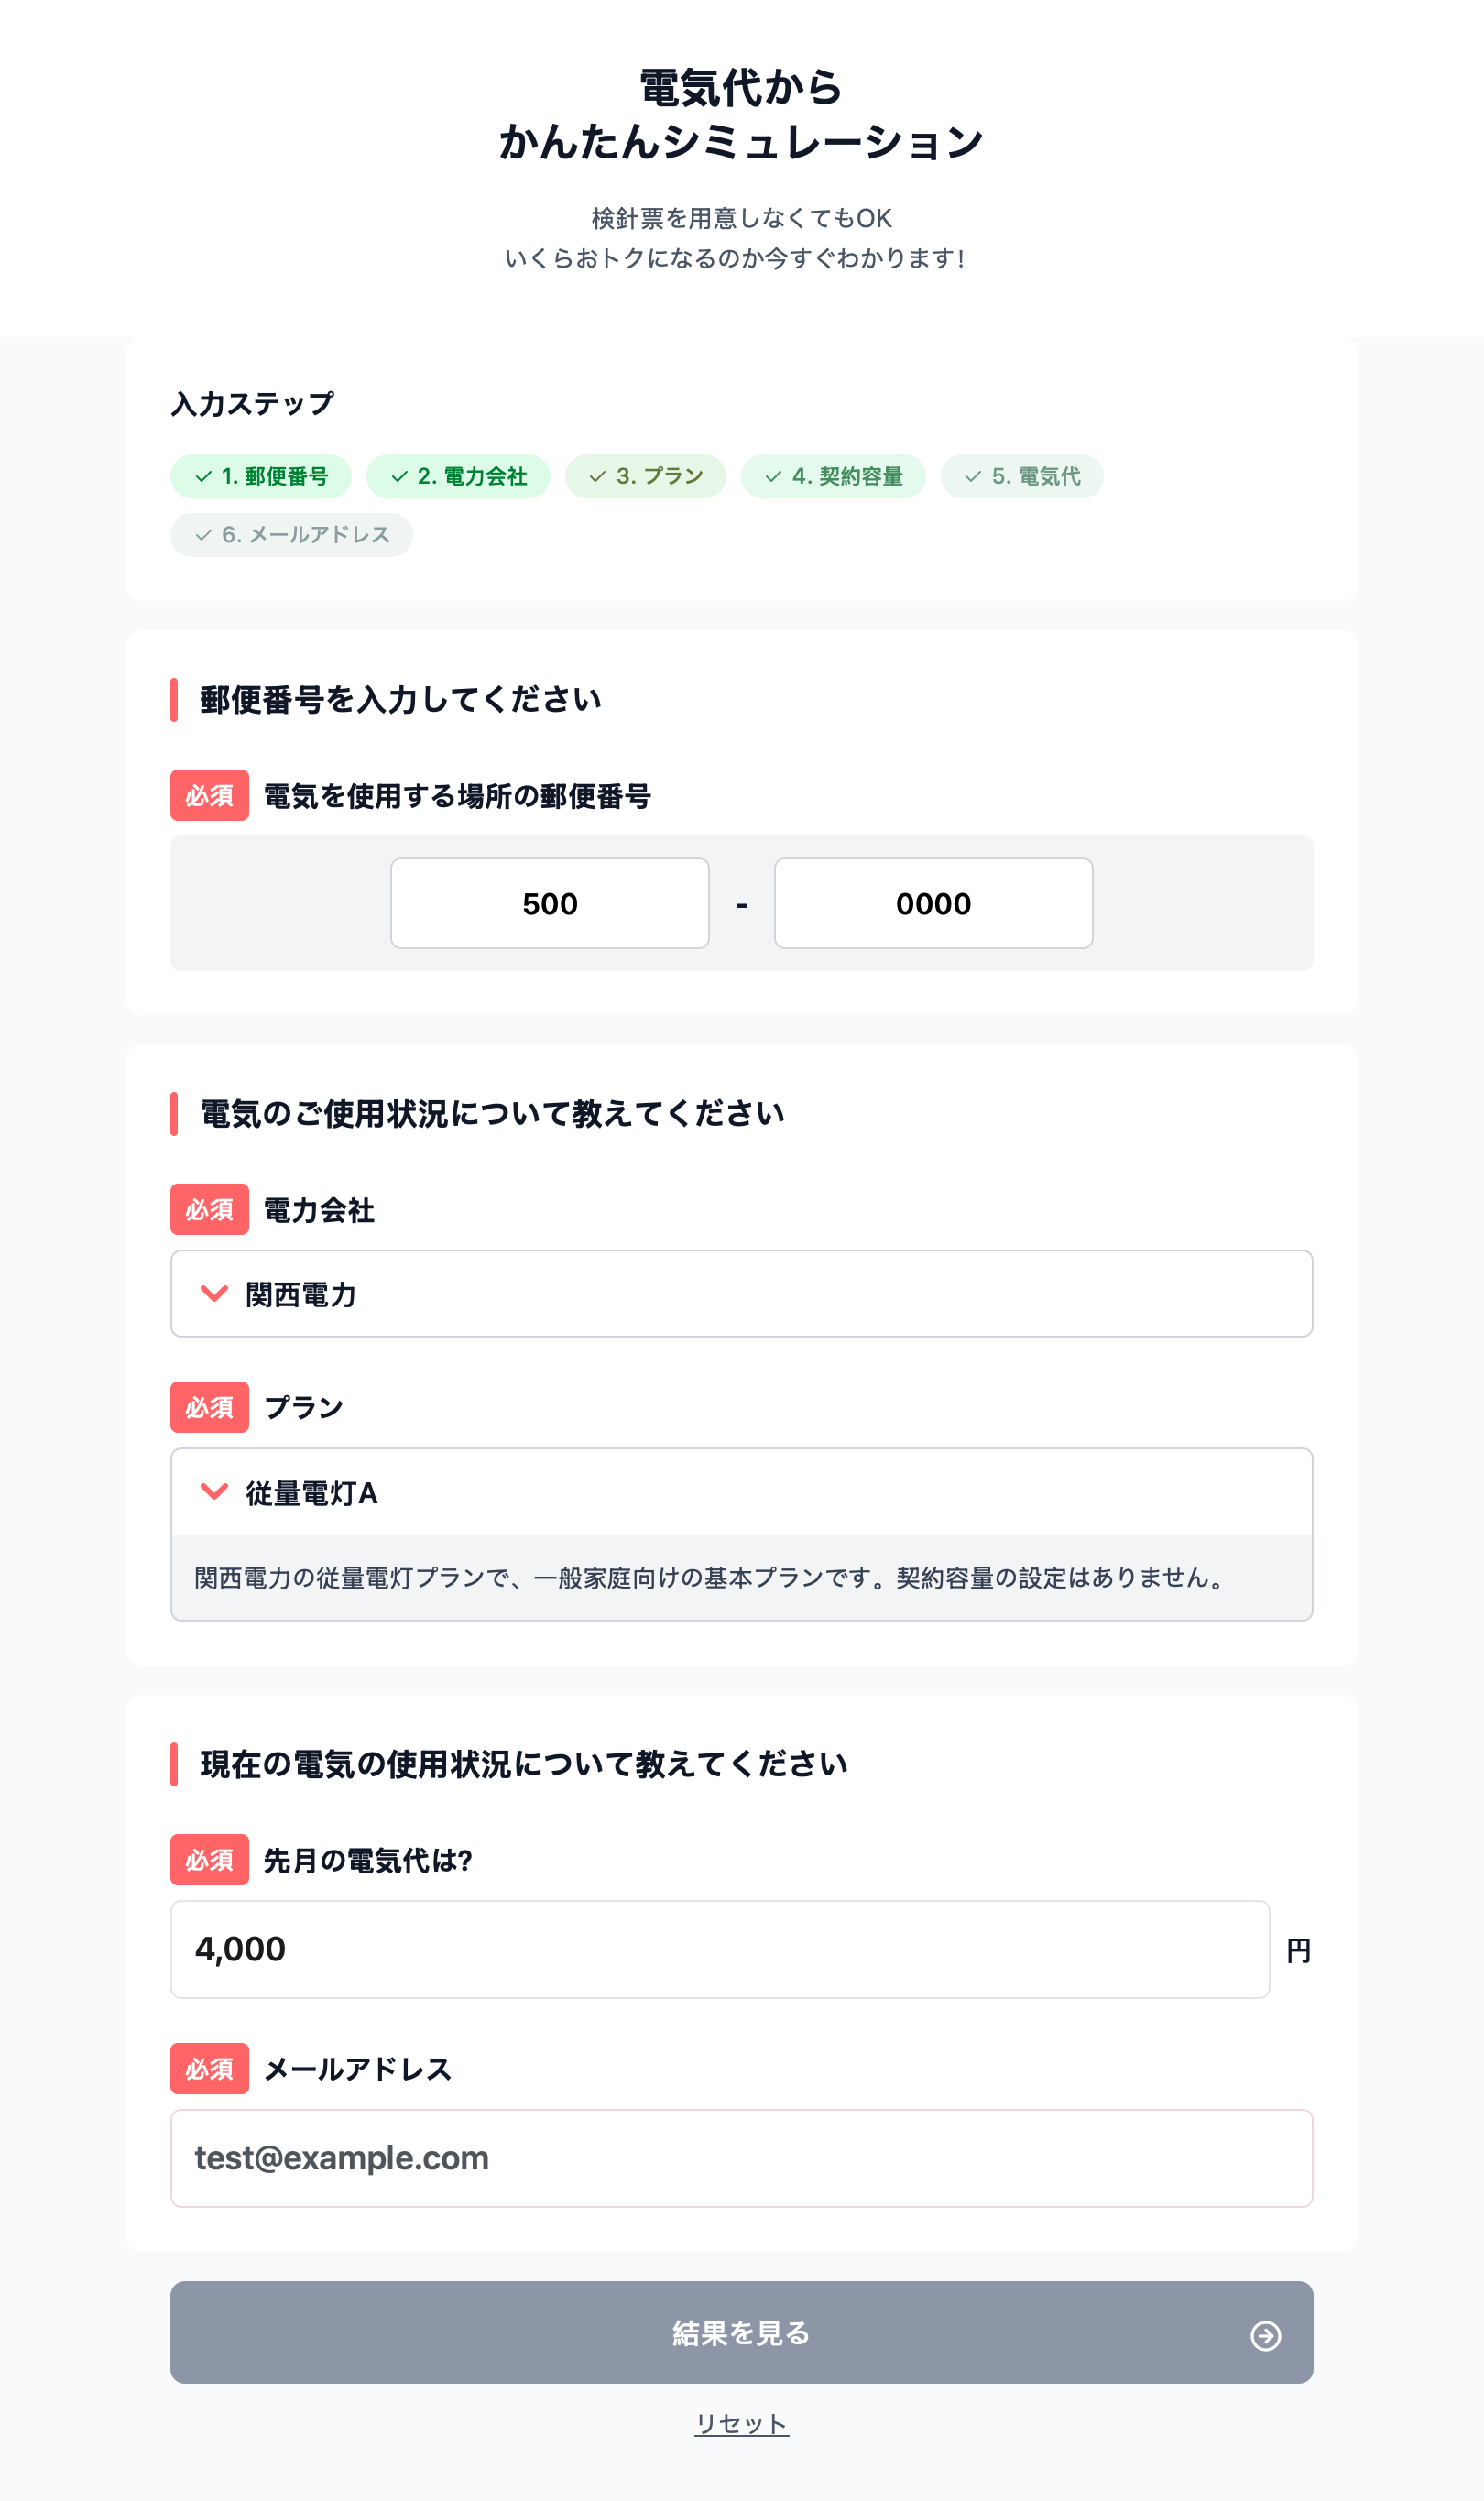 電気代から
かんたんシミュレーション
検針票を用意しなくてもOK
いくらおトクになるのか今すぐわかります!
入力ステップ
1. 郵便番号
2. 電力会社
3. プラン
4. 契約容量
5. 電気代
6. メールアドレス
郵便番号を入力してください
必須 電気を使用する場所の郵便番号
500 - 0000
電気のご使用状況について教えてください
必須 電力会社
関西電力
必須 プラン
従量電灯A
関西電力の従量電灯プランで、一般家庭向けの基本プランです。契約容量の設定はありません。
現在の電気の使用状況について教えてください
必須 先月の電気代は?
4,000 円
必須 メールアドレス
test@example.com
結果を見る
リセット